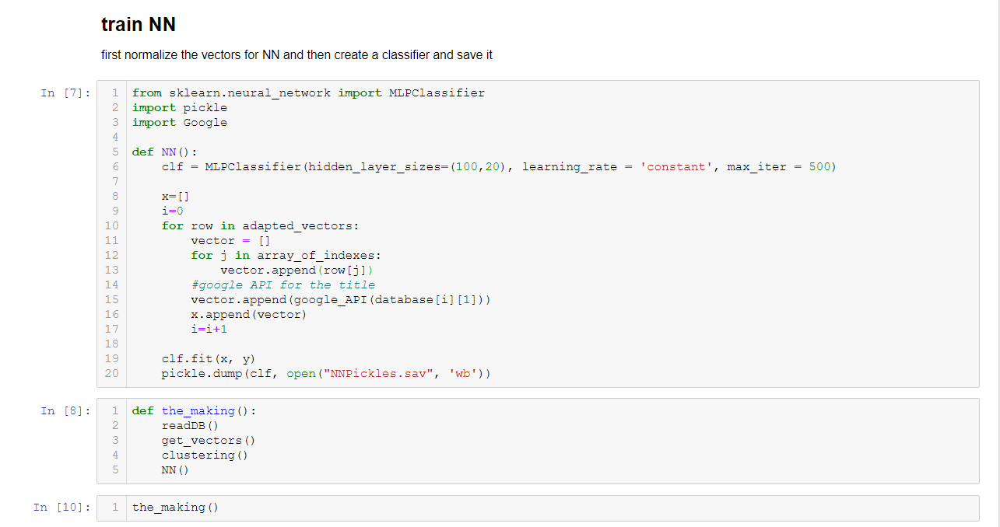 train NN
first normalize the vectors for NN and then create a classifier and save it
In [7]:
1 from sklearn.neural_network import MLPClassifier
2 import pickle
3 import Google
4
5 def NN():
6     clf = MLPClassifier(hidden_layer_sizes=(100,20), learning_rate = 'constant', max_iter = 500)
7
8     x=[]
9     i=0
10     for row in adapted_vectors:
11         vector = []
12         for j in array_of_indexes:
13             vector.append(row[j])
14         #google API for the title
15         vector.append(google_API(database[i][1]))
16         x.append(vector)
17         i=i+1
18
19     clf.fit(x, y)
20     pickle.dump(clf, open("NNPickles.sav", 'wb'))
In [8]:
1 def the_making():
2     readDB()
3     get_vectors()
4     clustering()
5     NN()
In [10]:
1 the_making()